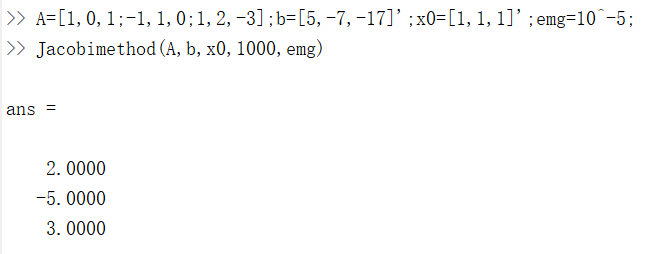 >> A=[1,0,1;-1,1,0;1,2,-3];b=[5,-7,-17]';x0=[1,1,1]';emg=10^-5;
>> Jacobimethod(A,b,x0,1000,emg)
ans =
2.0000
-5.0000
3.0000